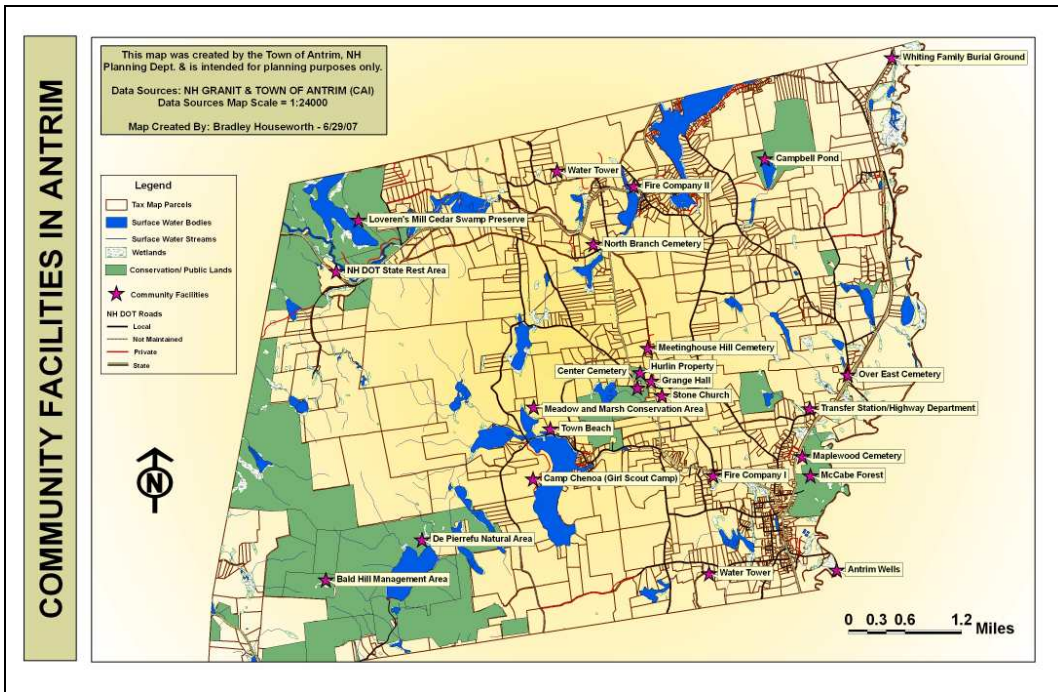 COMMUNITY FACILITIES IN ANTRIM
This map was created by the Town of Antrim, NH
Planning Dept. & is intended for planning purposes only.
Data Sources: NH GRANIT & TOWN OF ANTRIM (CAI)
Data Sources Map Scale = 1:24000
Map Created By: Bradley Houseworth - 6/29/07
Legend
Tax Map Parcels
Surface Water Bodies
Surface Water Streams
Wetlands
Conservation/ Public Lands
Community Facilities
NH DOT Roads
Local
Not Maintained
Private
State
N
Whiting Family Burial Ground
Campbell Pond
Water Tower
Fire Company II
Loveren's Mill Cedar Swamp Preserve
North Branch Cemetery
NH DOT State Rest Area
Meetinghouse Hill Cemetery
Hurlin Property
Center Cemetery
Grange Hall
Over East Cemetery
Stone Church
Meadow and Marsh Conservation Area
Transfer Station/Highway Department
Town Beach
Maplewood Cemetery
Camp Chenoa (Girl Scout Camp)
Fire Company I
McCabe Forest
De Pierrefu Natural Area
Bald Hill Management Area
Water Tower
Antrim Wells
0 0.3 0.6 1.2
Miles